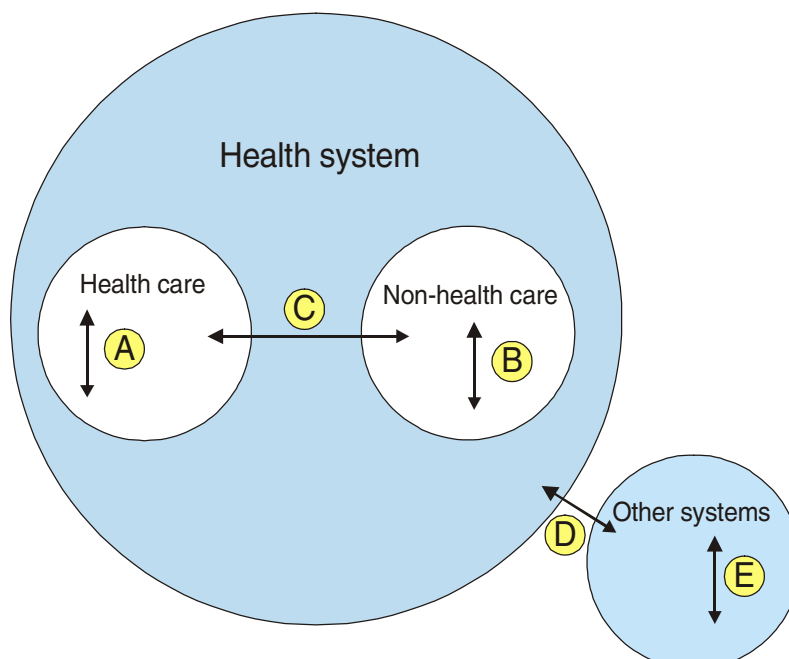 Health system
Health care
Non-health care
C
A
B
Other systems
D
E